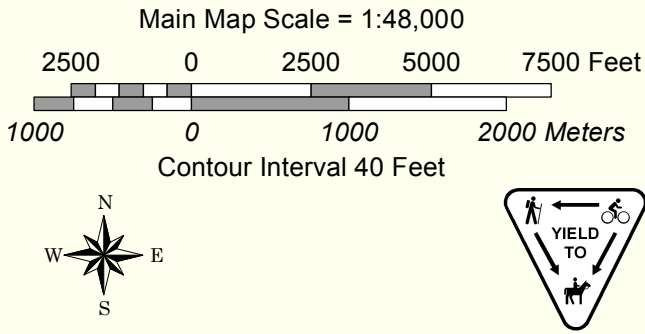 Main Map Scale = 1:48,000
2500 0 2500 5000 7500 Feet
1000 0 1000 2000 Meters
Contour Interval 40 Feet
N
W E
S
YIELD
TO